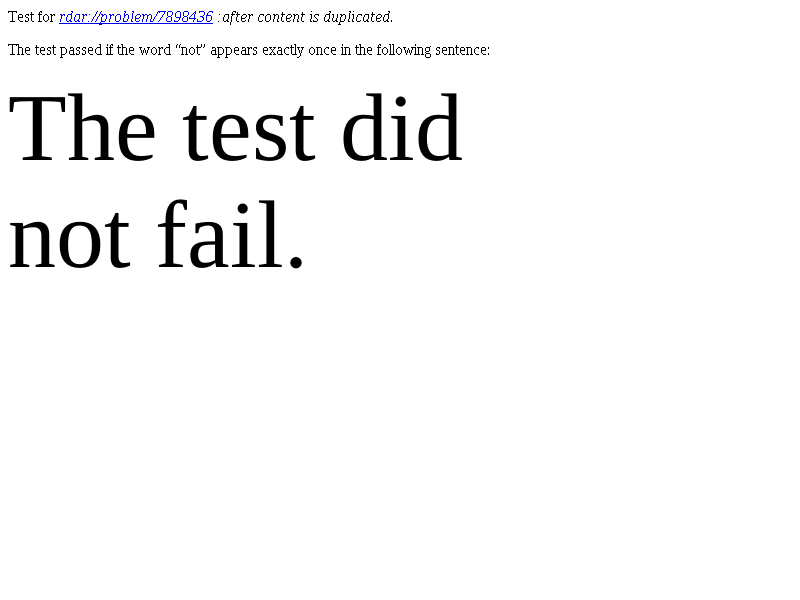 Test for rdar://problem/7898436 :after content is duplicated.
The test passed if the word “not” appears exactly once in the following sentence:
The test did
not fail.